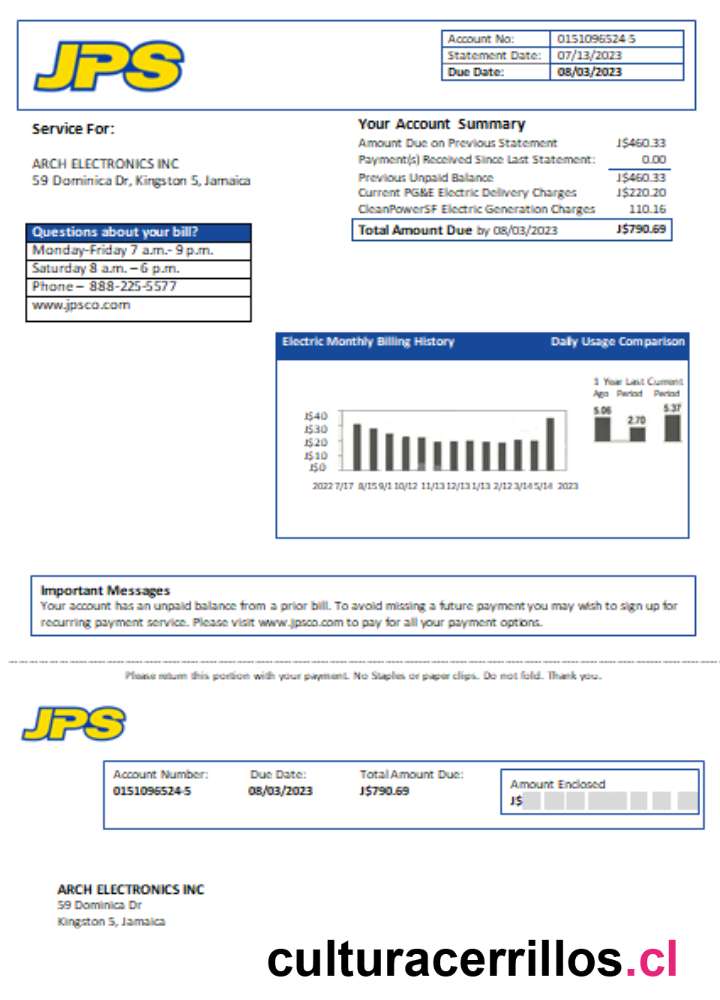 JPS
Account No: 0151096524-5
Statement Date: 07/13/2023
Due Date: 08/03/2023
Service For:
ARCH ELECTRONICS INC
59 Dominica Dr, Kingston 5, Jamaica
Your Account Summary
Amount Due on Previous Statement J$460.33
Payment(s) Received Since Last Statement: 0.00
Previous Unpaid Balance J$460.33
Current PG&E Electric Delivery Charges J$220.20
CleanPowerSF Electric Generation Charges 110.16
Total Amount Due by 08/03/2023 J$790.69
Questions about your bill?
Monday-Friday 7 a.m.- 9 p.m.
Saturday 8 a.m. – 6 p.m.
Phone – 888-225-5577
www.jpsco.com
Electric Monthly Billing History Daily Usage Comparison
1 Year Last Current
Ago Period Period
5.06 2.70 5.37
J$40
J$30
J$20
J$10
J$0
2022 7/17 8/15 9/1 10/12 11/13 12/13 1/13 2/12 3/14 5/14 2023
Important Messages
Your account has an unpaid balance from a prior bill. To avoid missing a future payment you may wish to sign up for
recurring payment service. Please visit www.jpsco.com to pay for all your payment options.
Please return this portion with your payment. No Staples or paper clips. Do not fold. Thank you.
JPS
Account Number: Due Date: Total Amount Due:
0151096524-5 08/03/2023 J$790.69
Amount Enclosed
J$
ARCH ELECTRONICS INC
59 Dominica Dr
Kingston 5, Jamaica
culturacerrillos.cl